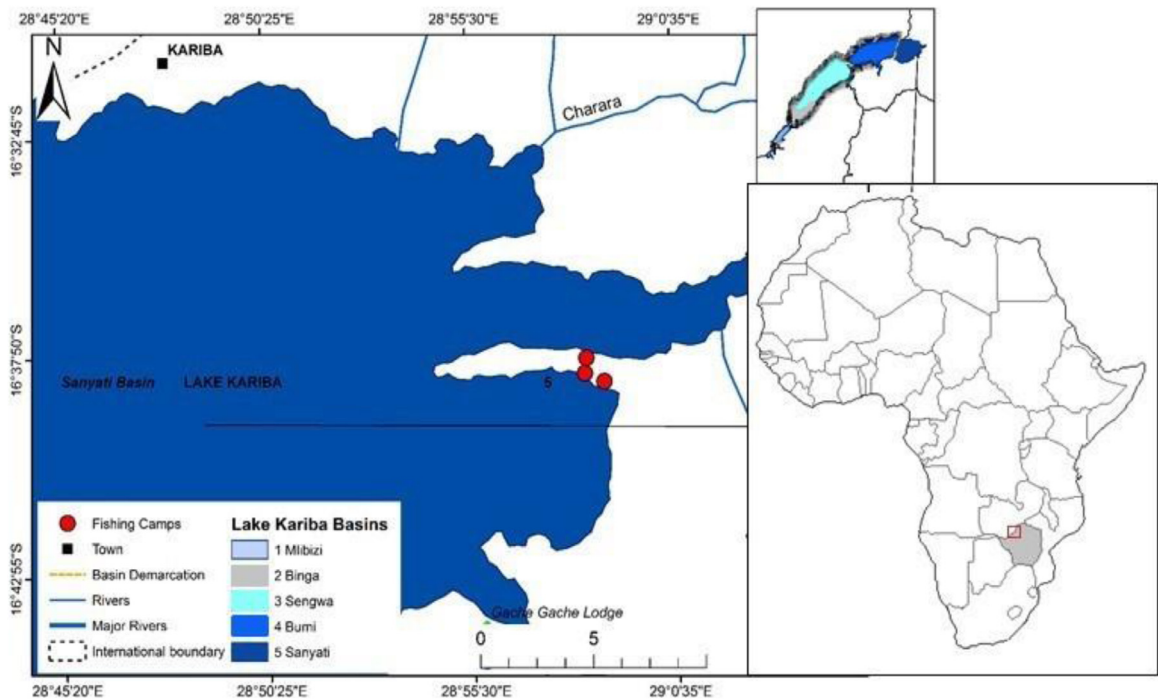 28°45'20"E 28°50'25"E 28°55'30"E 29°0'35"E
N
KARIBA
Charara
16°32'45"S
16°37'50"S
Sanyati Basin LAKE KARIBA 5
16°42'55"S
Fishing Camps
Town
Basin Demarcation
Rivers
Major Rivers
International boundary
Lake Kariba Basins
1 Mlibizi
2 Binga
3 Sengwa
4 Bumi
5 Sanyati
Gacha Gache Lodge
0 5
28°45'20"E 28°50'25"E 28°55'30"E 29°0'35"E